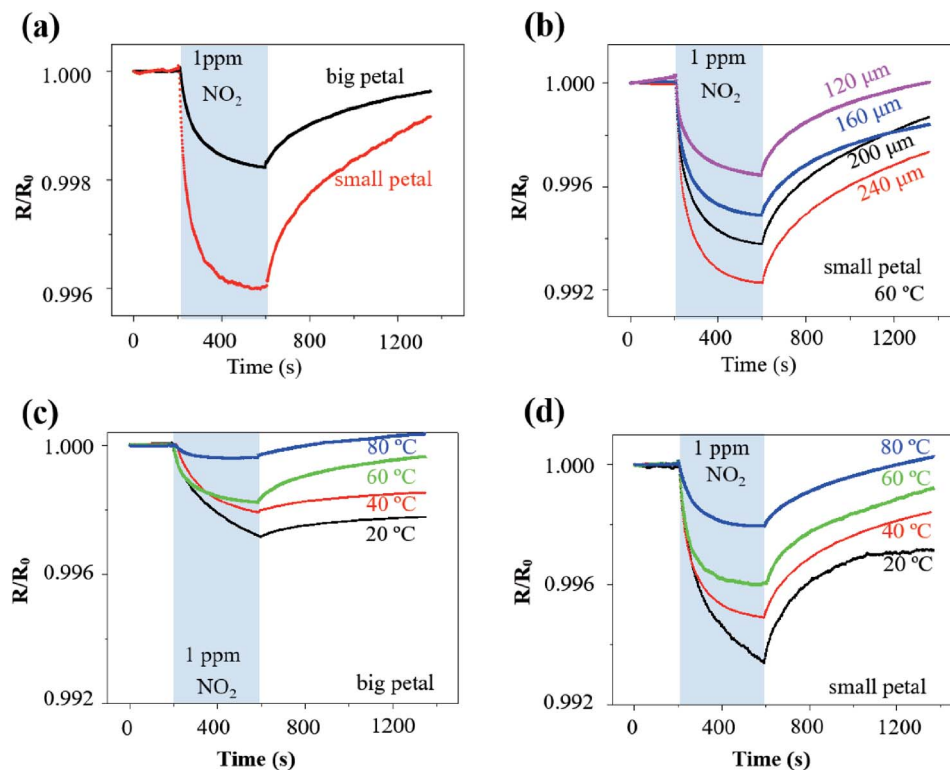 (a)
1ppm
NO₂
big petal
small petal
1.000
0.998
0.996
R/R₀
0 400 800 1200
Time (s)
(b)
1 ppm
NO₂
120 μm
160 μm
200 μm
240 μm
small petal
60 ºC
1.000
0.996
0.992
R/R₀
0 400 800 1200
Time (s)
(c)
80 ºC
60 ºC
40 ºC
20 ºC
1 ppm
NO₂
big petal
1.000
0.996
0.992
R/R₀
0 400 800 1200
Time (s)
(d)
1 ppm
NO₂
80 ºC
60 ºC
40 ºC
20 ºC
small petal
1.000
0.996
0.992
R/R₀
0 400 800 1200
Time (s)